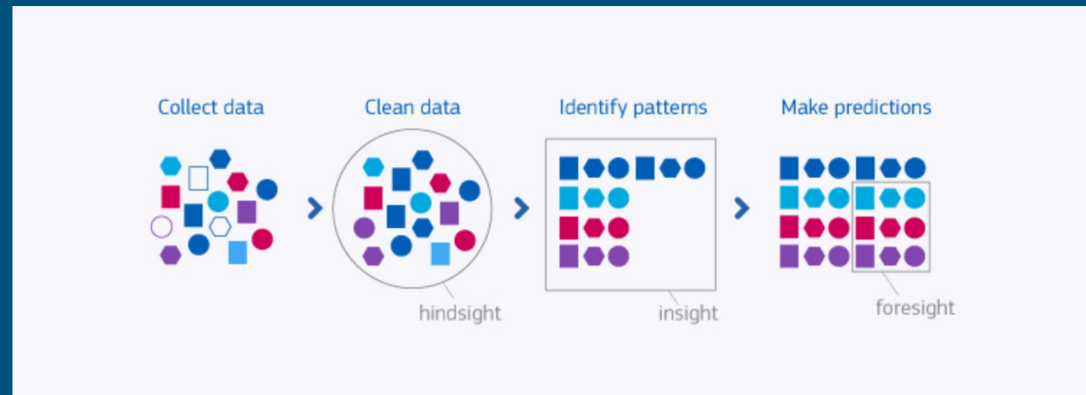 Collect data
Clean data
Identify patterns
Make predictions
hindsight
insight
foresight